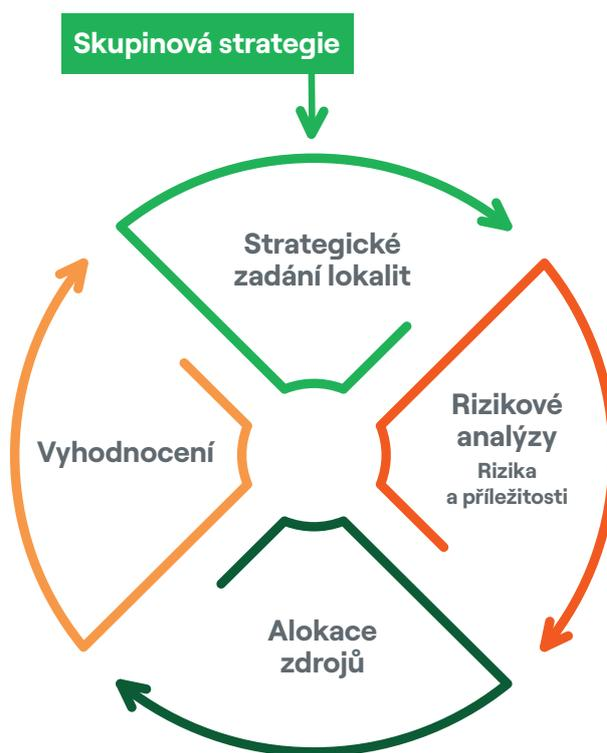 Skupinová strategie
Strategické
zadání lokalit
Rizikové
analýzy
Rizika
a příležitosti
Vyhodnocení
Alokace
zdrojů